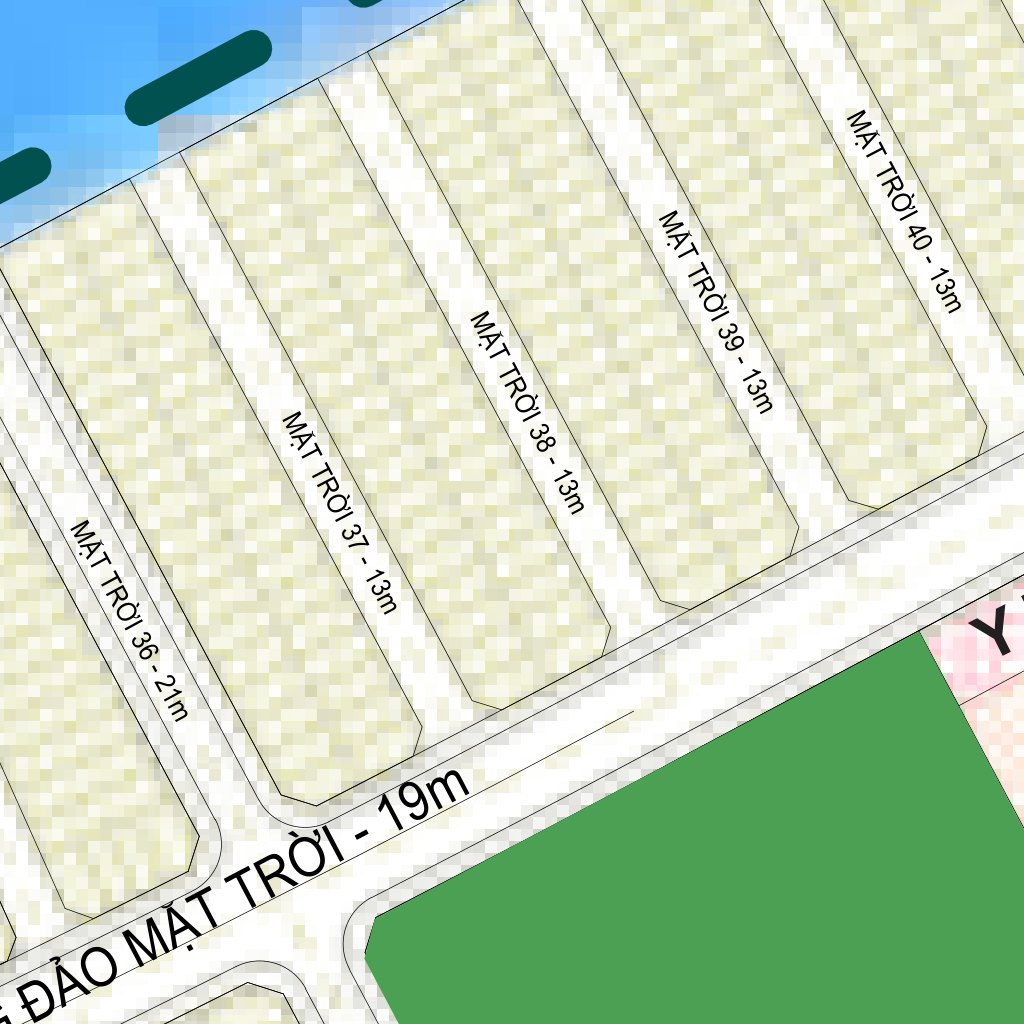 MẶT TRỜI 40 - 13m
MẶT TRỜI 39 - 13m
MẶT TRỜI 38 - 13m
MẶT TRỜI 37 - 13m
MẶT TRỜI 36 - 21m
ĐẢO MẶT TRỜI - 19m
Y